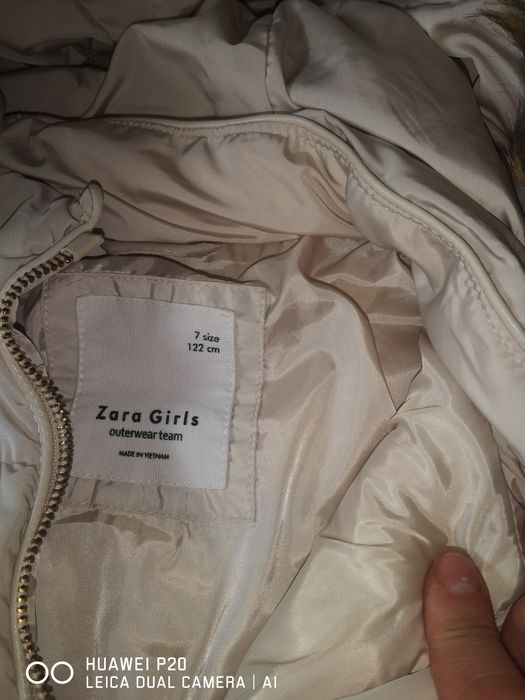 7 size
122 cm
Zara Girls
outerwear team
MADE IN VIETNAM
HUAWEI P20
LEICA DUAL CAMERA | AI